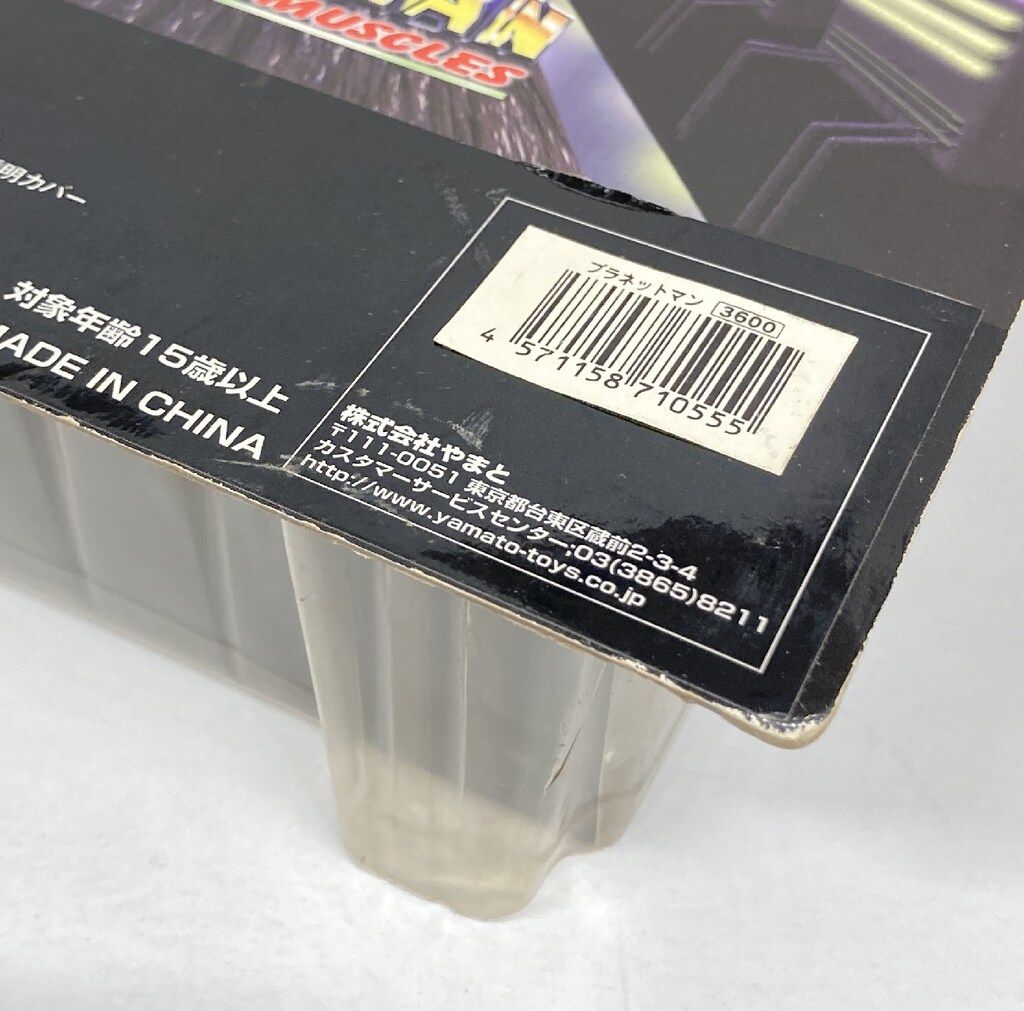 MUSCLES
明カバー
対象年齢15歳以上
MADE IN CHINA
プラネットマン 3600
4 571158 710555
株式会社やまと
〒111-0051 東京都台東区蔵前2-3-4
カスタマーサービスセンター;03(3865)8211
http://www.yamato-toys.co.jp